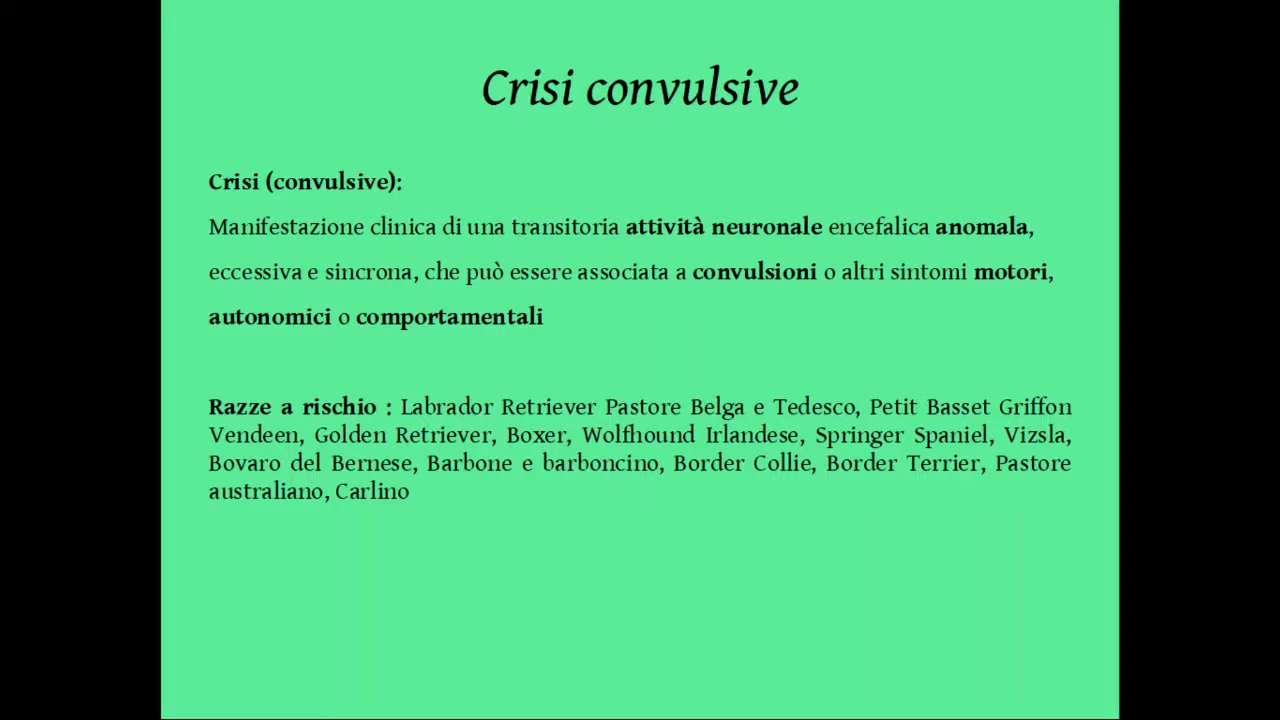 Crisi convulsive
Crisi (convulsive):
Manifestazione clinica di una transitoria attività neuronale encefalica anomala,
eccessiva e sincrona, che può essere associata a convulsioni o altri sintomi motori,
autonomici o comportamentali
Razze a rischio : Labrador Retriever Pastore Belga e Tedesco, Petit Basset Griffon
Vendeen, Golden Retriever, Boxer, Wolfhound Irlandese, Springer Spaniel, Vizsla,
Bovaro del Bernese, Barbone e barboncino, Border Collie, Border Terrier, Pastore
australiano, Carlino